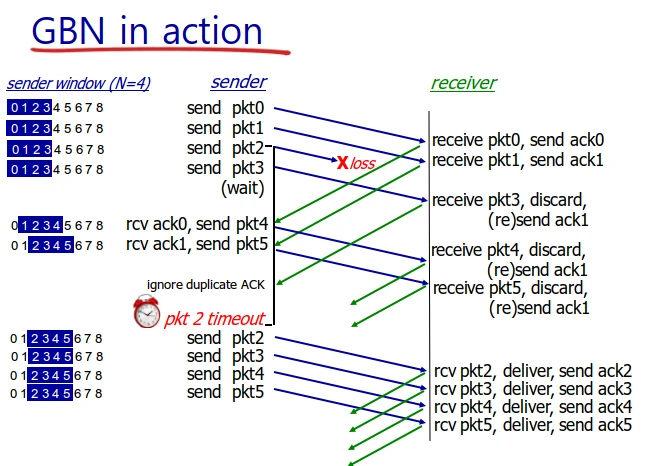 GBN in action
sender window (N=4)
sender
receiver
0 1 2 3 4 5 6 7 8
send pkt0
0 1 2 3 4 5 6 7 8
send pkt1
0 1 2 3 4 5 6 7 8
send pkt2
0 1 2 3 4 5 6 7 8
send pkt3
(wait)
X loss
receive pkt0, send ack0
receive pkt1, send ack1
receive pkt3, discard,
(re)send ack1
0 1 2 3 4 5 6 7 8
rcv ack0, send pkt4
0 1 2 3 4 5 6 7 8
rcv ack1, send pkt5
receive pkt4, discard,
(re)send ack1
receive pkt5, discard,
(re)send ack1
ignore duplicate ACK
pkt 2 timeout
0 1 2 3 4 5 6 7 8
send pkt2
0 1 2 3 4 5 6 7 8
send pkt3
0 1 2 3 4 5 6 7 8
send pkt4
0 1 2 3 4 5 6 7 8
send pkt5
rcv pkt2, deliver, send ack2
rcv pkt3, deliver, send ack3
rcv pkt4, deliver, send ack4
rcv pkt5, deliver, send ack5